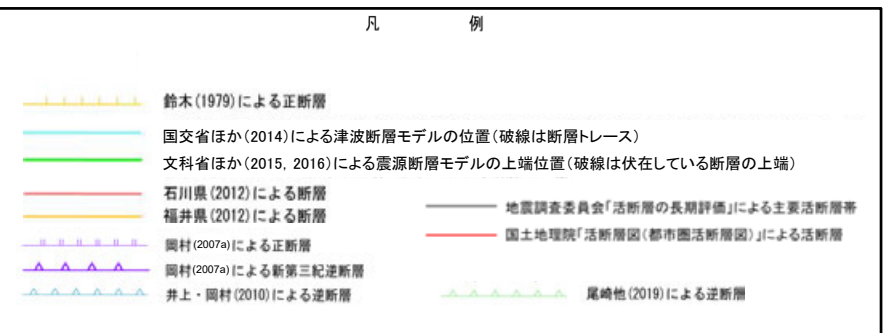 凡 例
鈴木(1979)による正断層
国交省ほか(2014)による津波断層モデルの位置(破線は断層トレース)
文科省ほか(2015, 2016)による震源断層モデルの上端位置(破線は伏在している断層の上端)
石川県(2012)による断層
福井県(2012)による断層
岡村(2007a)による正断層
岡村(2007a)による新第三紀逆断層
井上・岡村(2010)による逆断層
地震調査委員会「活断層の長期評価」による主要活断層帯
国土地理院「活断層図(都市圏活断層図)」による活断層
尾崎他(2019)による逆断層